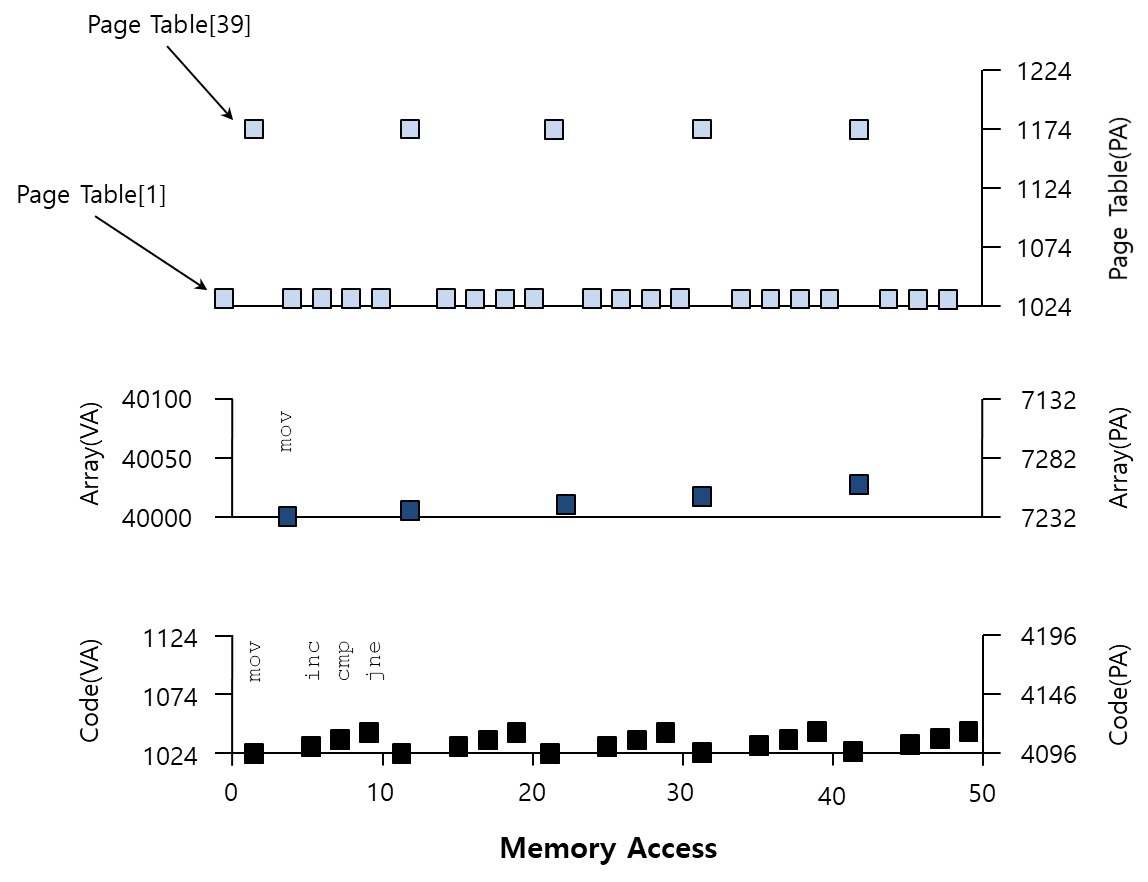 Page Table[39]
1224
1174
Page Table[1]
1124
1074
1024
Page Table(PA)
40100
40050
40000
Array(VA)
mov
7132
7282
7232
Array(PA)
1124
1074
1024
Code(VA)
mov
inc
cmp
jne
4196
4146
4096
Code(PA)
0 10 20 30 40 50
Memory Access